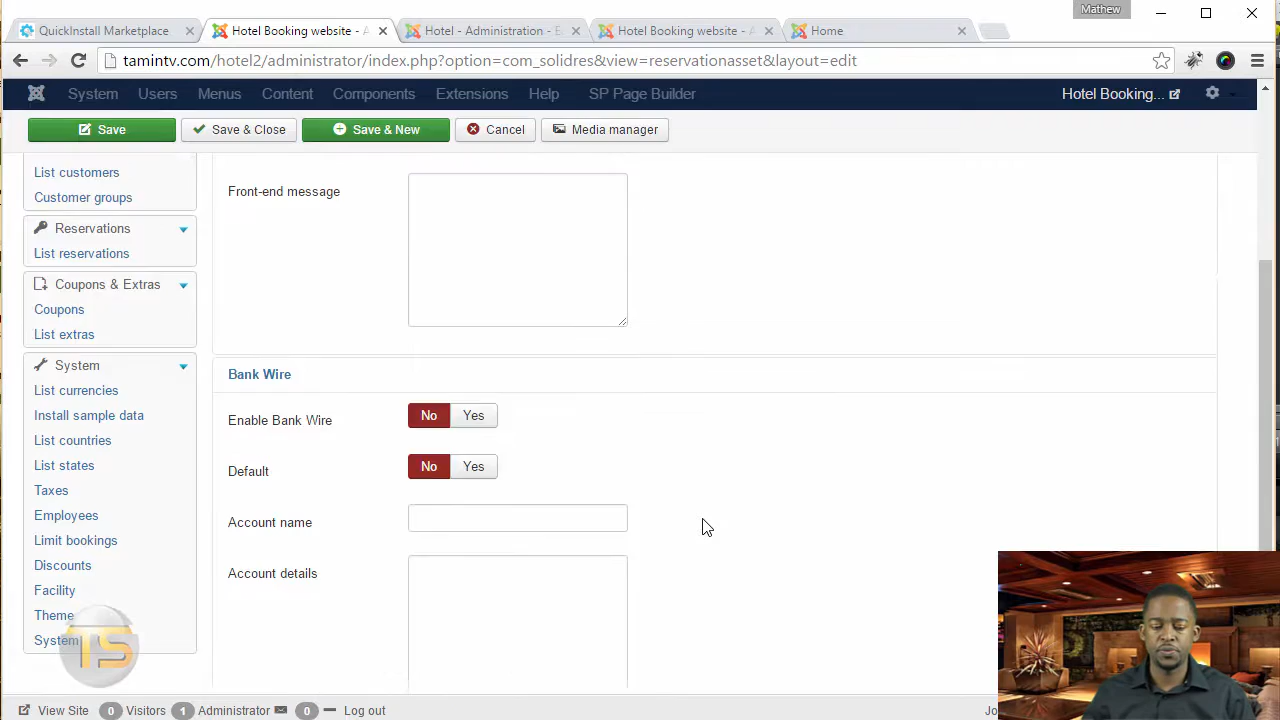 Mathew
QuickInstall Marketplace
Hotel Booking website - A
Hotel - Administration - E
Hotel Booking website - A
Home
tamintv.com/hotel2/administrator/index.php?option=com_solidres&view=reservationasset&layout=edit
System Users Menus Content Components Extensions Help SP Page Builder Hotel Booking...
Save Save & Close Save & New Cancel Media manager
List customers
Customer groups
Reservations
List reservations
Coupons & Extras
Coupons
List extras
System
List currencies
Install sample data
List countries
List states
Taxes
Employees
Limit bookings
Discounts
Facility
Theme
System
TS
Front-end message
Bank Wire
Enable Bank Wire No Yes
Default No Yes
Account name
Account details
View Site 0 Visitors 1 Administrator 0 Log out
Jo